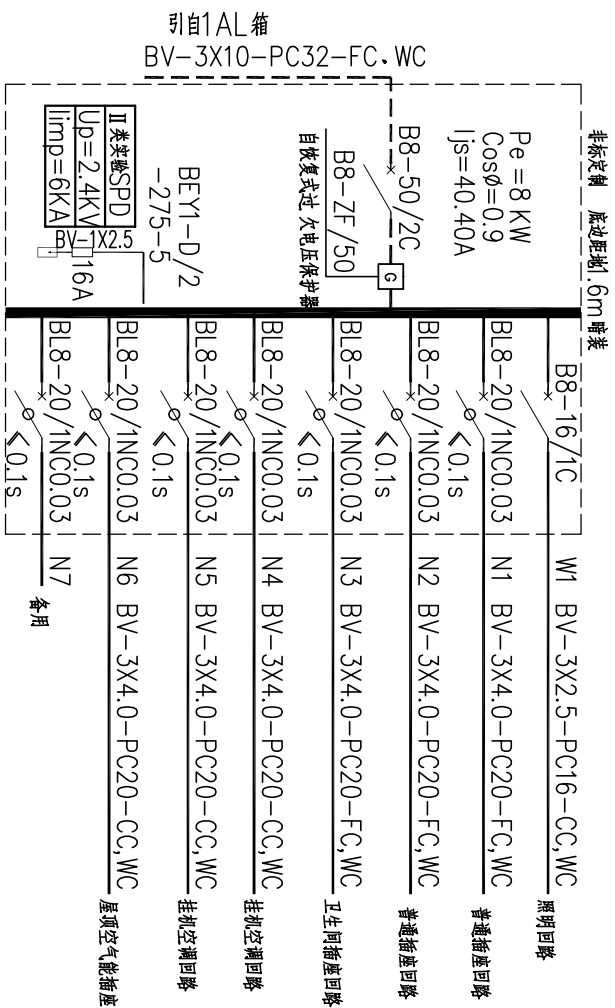 引自1AL箱
BV-3X10-PC32-FC.WC
非标定制 底边距地1.6m暗装
Pe=8 KW
CosØ=0.9
Ijs=40.40A
B8-50/2C
G
B8-ZF/50
自恢复式过 欠电压保护器
BEY1-D/2
-275-5
II类实验SPD
Up=2.4KV
Iimp=6KA
BV-1X2.5
16A
B8-16/1C W1 BV-3X2.5-PC16-CC,WC 照明回路
BL8-20/1NC0.03 <0.1s N1 BV-3X4.0-PC20-FC,WC 普通插座回路
BL8-20/1NC0.03 <0.1s N2 BV-3X4.0-PC20-FC,WC 普通插座回路
BL8-20/1NC0.03 <0.1s N3 BV-3X4.0-PC20-FC,WC 卫生间插座回路
BL8-20/1NC0.03 <0.1s N4 BV-3X4.0-PC20-CC,WC 挂机空调回路
BL8-20/1NC0.03 <0.1s N5 BV-3X4.0-PC20-CC,WC 挂机空调回路
BL8-20/1NC0.03 <0.1s N6 BV-3X4.0-PC20-CC,WC 屋顶空气能插座
BL8-20/1NC0.03 <0.1s N7 备用